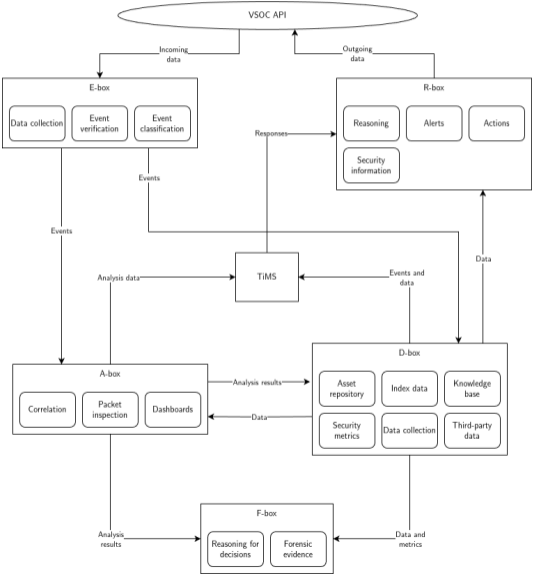 VSOC API
Incoming
data
Outgoing
data
E-box
Data collection
Event
verification
Event
classification
R-box
Reasoning
Alerts
Actions
Security
information
Responses
Events
Events
Data
Analysis data
TiMS
Events and
data
A-box
Correlation
Packet
inspection
Dashboards
Analysis results
Data
D-box
Asset
repository
Index data
Knowledge
base
Security
metrics
Data collection
Third-party
data
Analysis
results
F-box
Reasoning for
decisions
Forensic
evidence
Data and
metrics